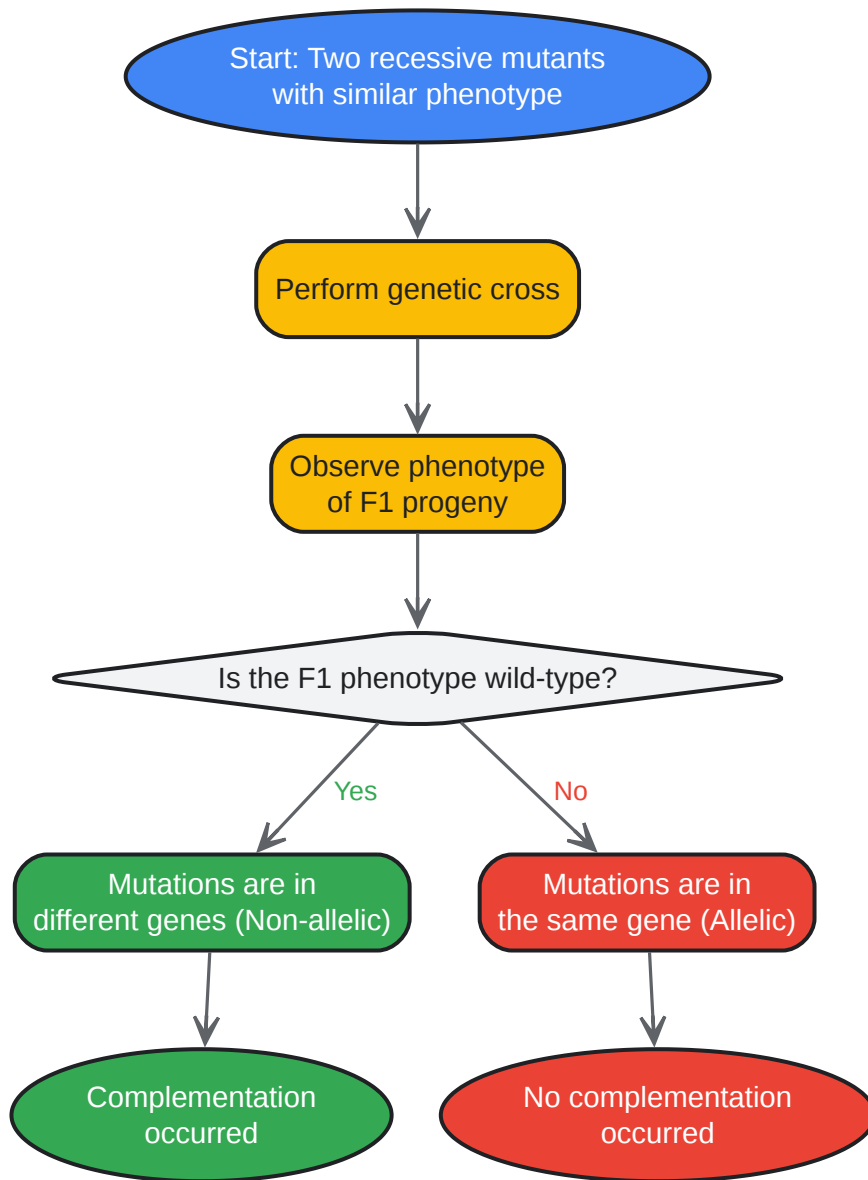 Start: Two recessive mutants
with similar phenotype
Perform genetic cross
Observe phenotype
of F1 progeny
Is the F1 phenotype wild-type?
Yes
No
Mutations are in
different genes (Non-allelic)
Mutations are in
the same gene (Allelic)
Complementation
occurred
No complementation
occurred